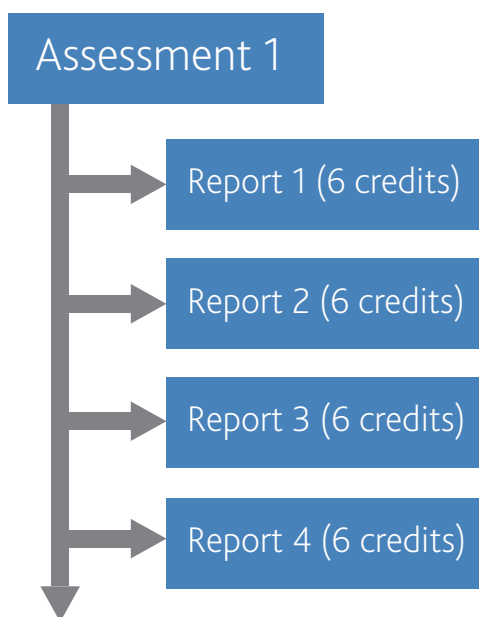 Assessment 1
Report 1 (6 credits)
Report 2 (6 credits)
Report 3 (6 credits)
Report 4 (6 credits)